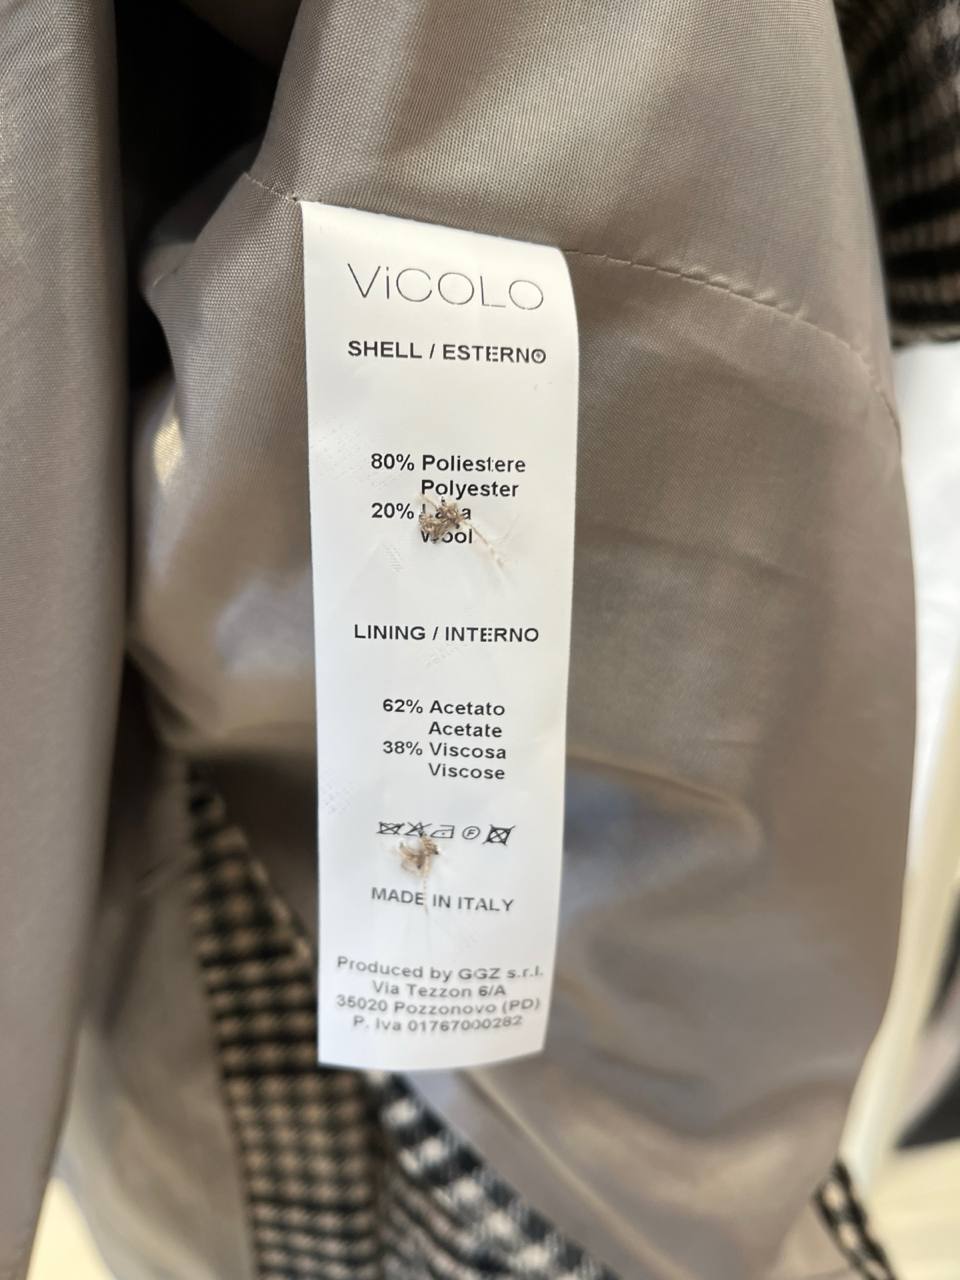 ViCOLO
SHELL / ESTERNO
80% Poliestere
Polyester
20% Lana
Wool
LINING / INTERNO
62% Acetato
Acetate
38% Viscosa
Viscose
MADE IN ITALY
Produced by GGZ s.r.l.
Via Tezzon 6/A
35020 Pozzonovo (PD)
P. Iva 01767000282